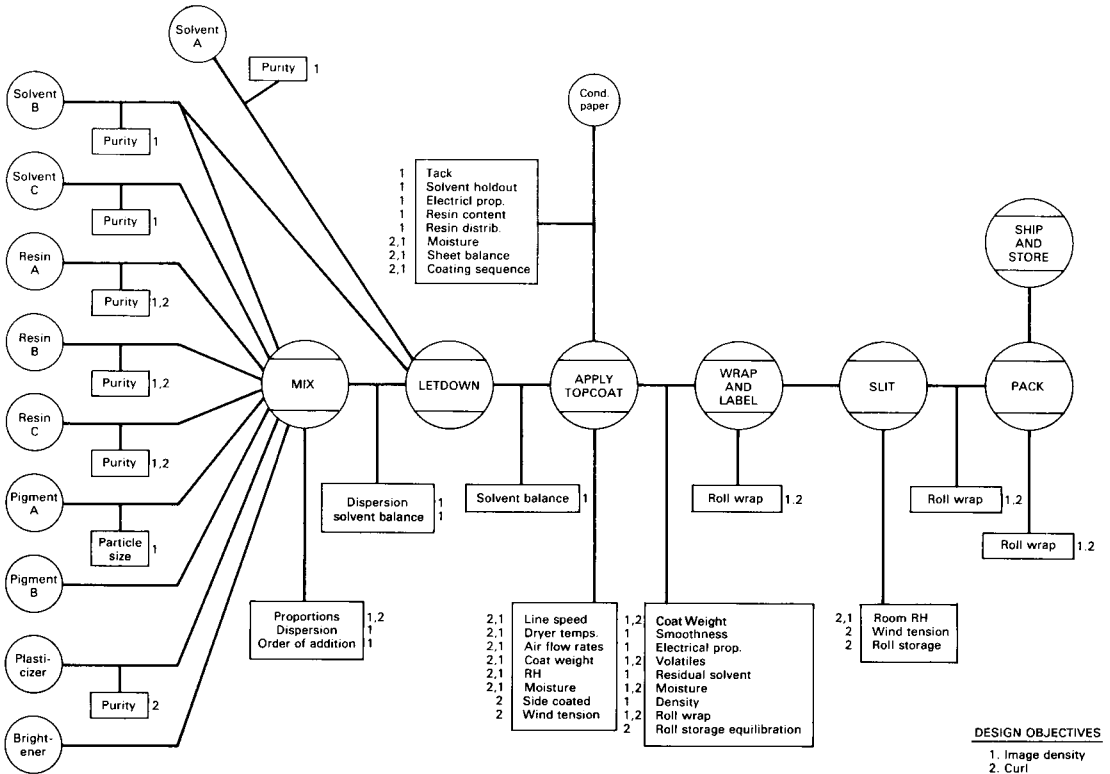 Solvent
A
Purity 1
Solvent
B
Purity 1
Cond.
paper
Solvent
C
Purity 1
1 Tack
1 Solvent holdout
1 Electricl prop.
1 Resin content
1 Resin distrib.
2,1 Moisture
2,1 Sheet balance
2,1 Coating sequence
SHIP
AND
STORE
Resin
A
Purity 1,2
Resin
B
Purity 1,2
Resin
C
Purity 1,2
MIX
LETDOWN
APPLY
TOPCOAT
WRAP
AND
LABEL
SLIT
PACK
Pigment
A
Particle
size 1
Dispersion 1
solvent balance 1
Solvent balance 1
Roll wrap 1.2
Roll wrap 1,2
Roll wrap 1.2
Pigment
B
Proportions 1,2
Dispersion 1
Order of addition 1
2,1 Line speed
2,1 Dryer temps.
2,1 Air flow rates
2,1 Coat weight
2,1 RH
2,1 Moisture
2 Side coated
2 Wind tension
1,2 Coat Weight
1 Smoothness
1 Electrical prop.
1,2 Volatiles
1 Residual solvent
1,2 Moisture
1 Density
1,2 Roll wrap
2 Roll storage equilibration
2,1 Room RH
2 Wind tension
2 Roll storage
Plasti-
cizer
Purity 2
Bright-
ener
DESIGN OBJECTIVES
1. Image density
2. Curl